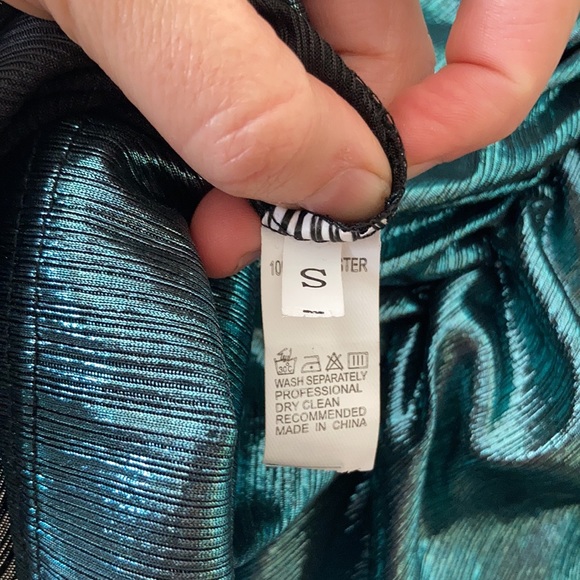 S
WASH SEPARATELY
PROFESSIONAL
DRY CLEAN
RECOMMENDED
MADE IN CHINA